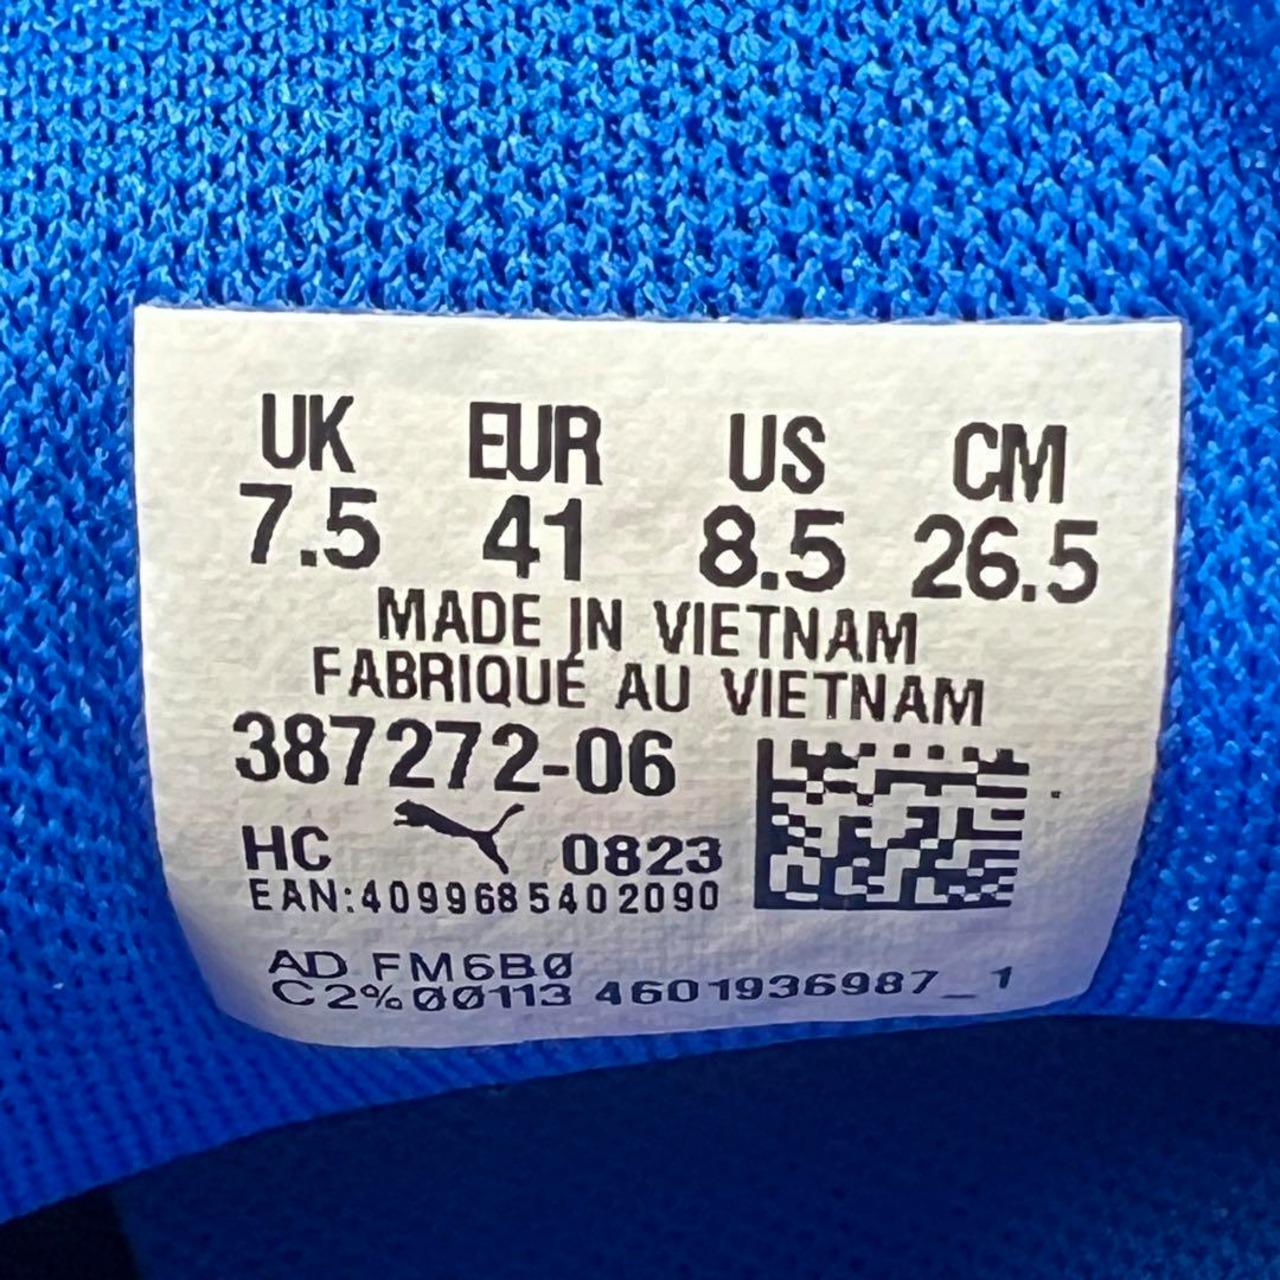 UK EUR US CM
7.5 41 8.5 26.5
MADE IN VIETNAM
FABRIQUÉ AU VIETNAM
387272-06
HC 0823
EAN:4099685402090
AD FM6B0
C2%00113 4601936987_1